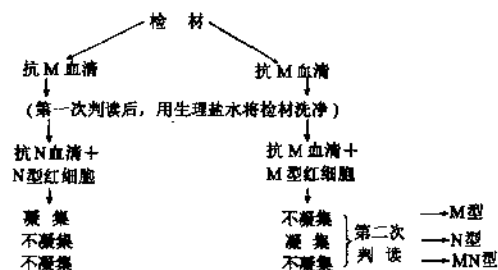 检 材
抗M血清 抗M血清
(第一次判读后，用生理盐水将检材洗净)
抗N血清＋ 抗M血清＋
N型红细胞 M型红细胞
凝 集 不凝集 第二次 M型
不凝集 凝 集 判 读 N型
不凝集 不凝集 MN型